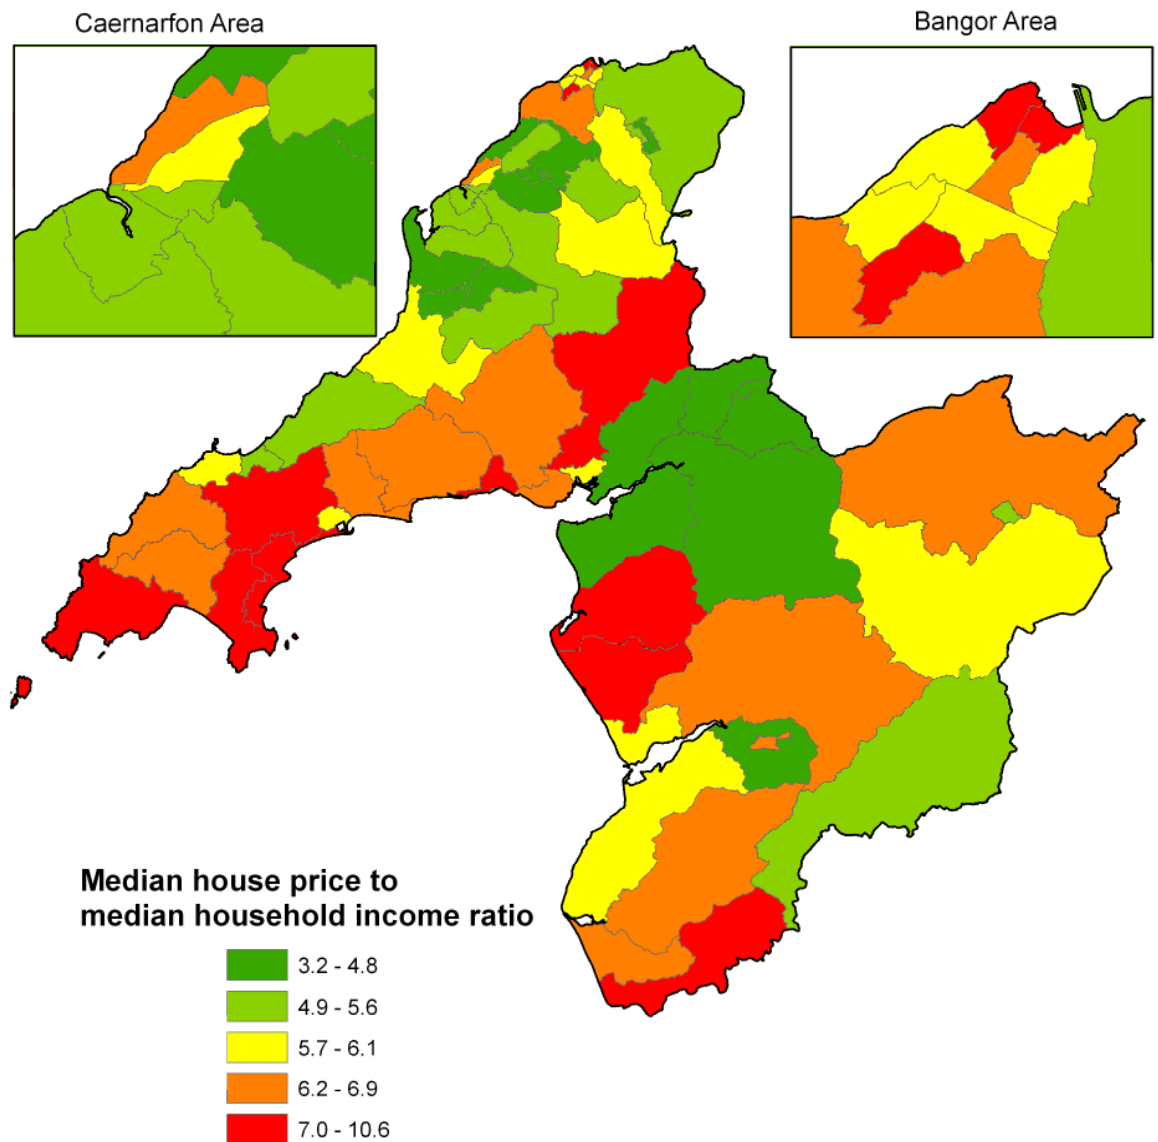 Caernarfon Area
Bangor Area
Median house price to
median household income ratio
3.2 - 4.8
4.9 - 5.6
5.7 - 6.1
6.2 - 6.9
7.0 - 10.6